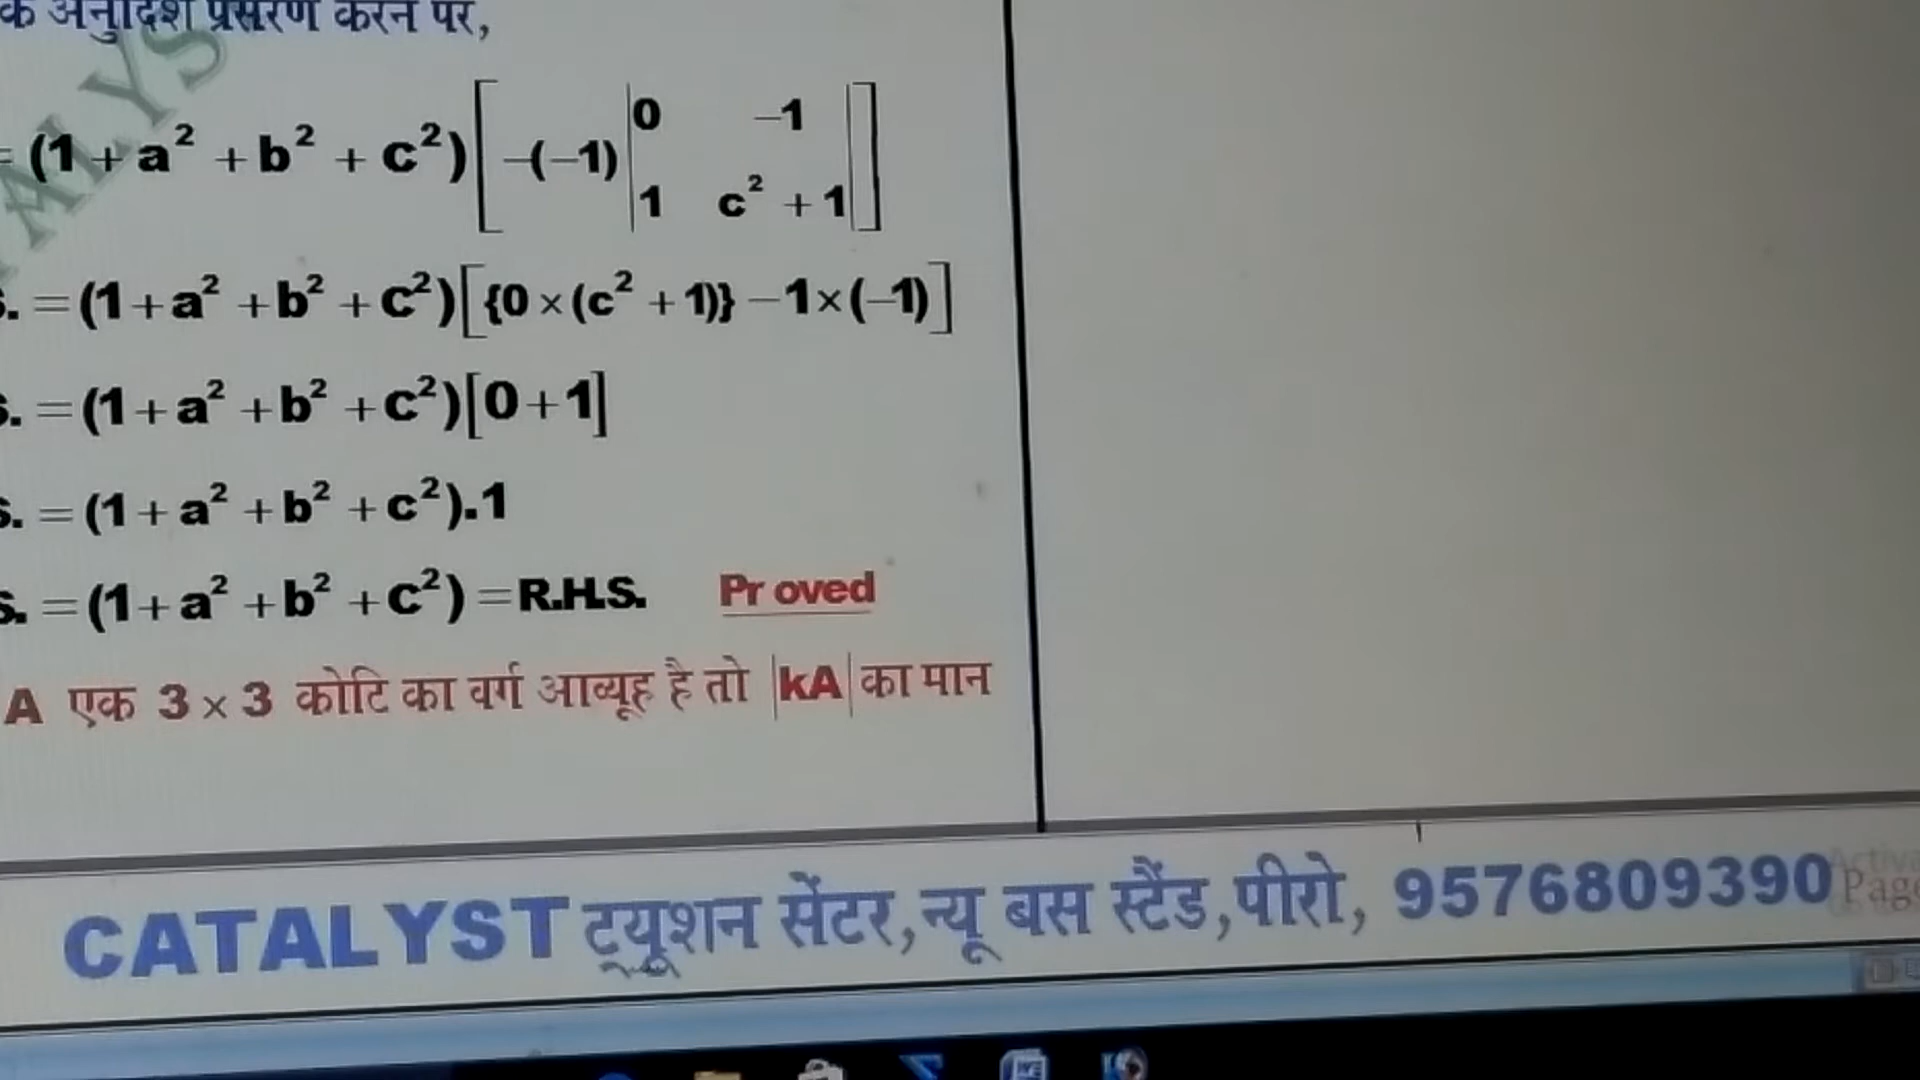 के अनुदिश प्रसरण करने पर,
= (1 + a² + b² + c²)[ –(–1) |0 –1
1 c² + 1| ]
S. = (1 + a² + b² + c²)[{0 × (c² + 1)} – 1 × (–1)]
S. = (1 + a² + b² + c²)[0 + 1]
S. = (1 + a² + b² + c²).1
S. = (1 + a² + b² + c²) = R.H.S. Pr oved
A एक 3 × 3 कोटि का वर्ग आव्यूह है तो |kA| का मान
CATALYST ट्यूशन सेंटर, न्यू बस स्टैंड, पीरो, 9576809390
Page